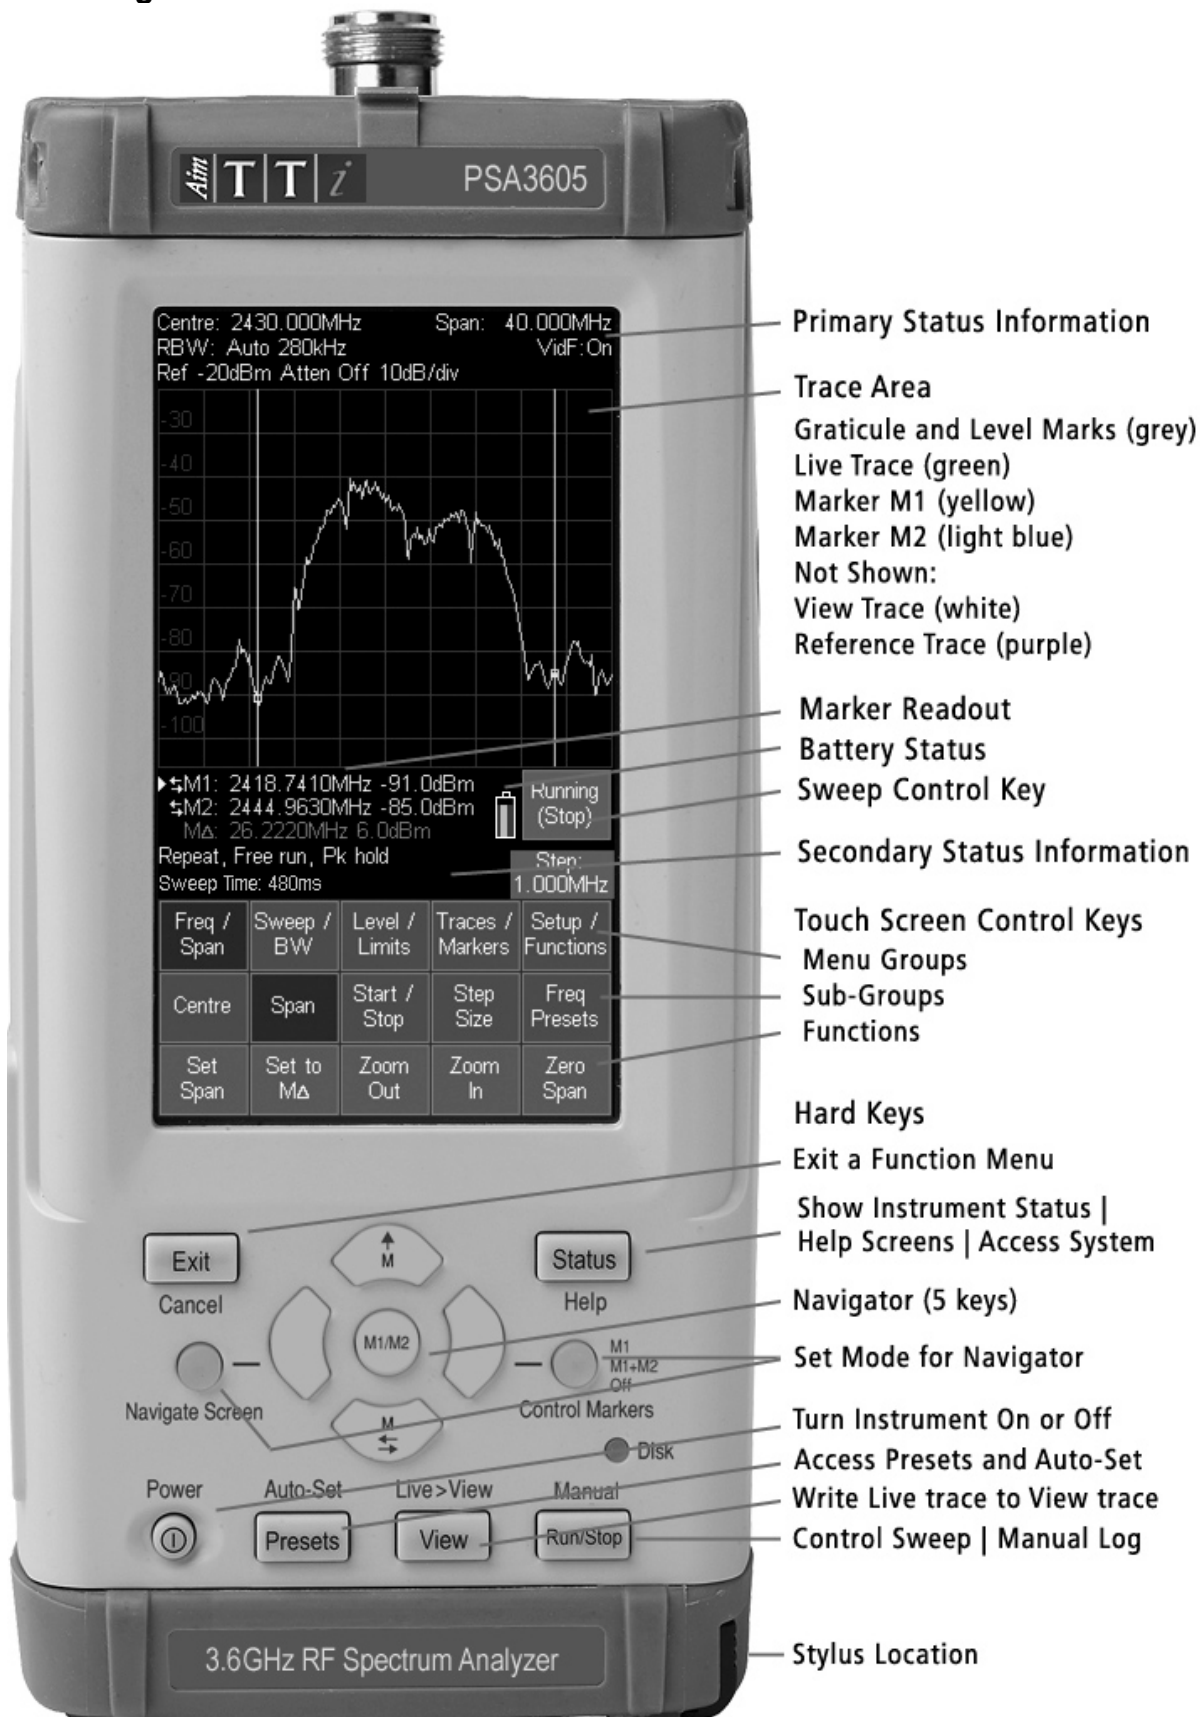 Aim T T i PSA3605
Centre: 2430.000MHz Span: 40.000MHz
RBW: Auto 280kHz VidF:On
Ref -20dBm Atten Off 10dB/div
-30
-40
-50
-60
-70
-80
-90
-100
M1: 2418.7410MHz -91.0dBm
M2: 2444.9630MHz -85.0dBm
MΔ: 26.2220MHz 6.0dBm
Running
(Stop)
Repeat, Free run, Pk hold
Sweep Time: 480ms
Step:
1.000MHz
Freq /
Span
Sweep /
BW
Level /
Limits
Traces /
Markers
Setup /
Functions
Centre
Span
Start /
Stop
Step
Size
Freq
Presets
Set
Span
Set to
MΔ
Zoom
Out
Zoom
In
Zero
Span
Exit
Cancel
M
Status
Help
M1/M2
Navigate Screen
M1
M1+M2
Off
Control Markers
M
Disk
Power
Auto-Set
Live>View
Manual
Presets
View
Run/Stop
3.6GHz RF Spectrum Analyzer
Primary Status Information
Trace Area
Graticule and Level Marks (grey)
Live Trace (green)
Marker M1 (yellow)
Marker M2 (light blue)
Not Shown:
View Trace (white)
Reference Trace (purple)
Marker Readout
Battery Status
Sweep Control Key
Secondary Status Information
Touch Screen Control Keys
Menu Groups
Sub-Groups
Functions
Hard Keys
Exit a Function Menu
Show Instrument Status |
Help Screens | Access System
Navigator (5 keys)
Set Mode for Navigator
Turn Instrument On or Off
Access Presets and Auto-Set
Write Live trace to View trace
Control Sweep | Manual Log
Stylus Location